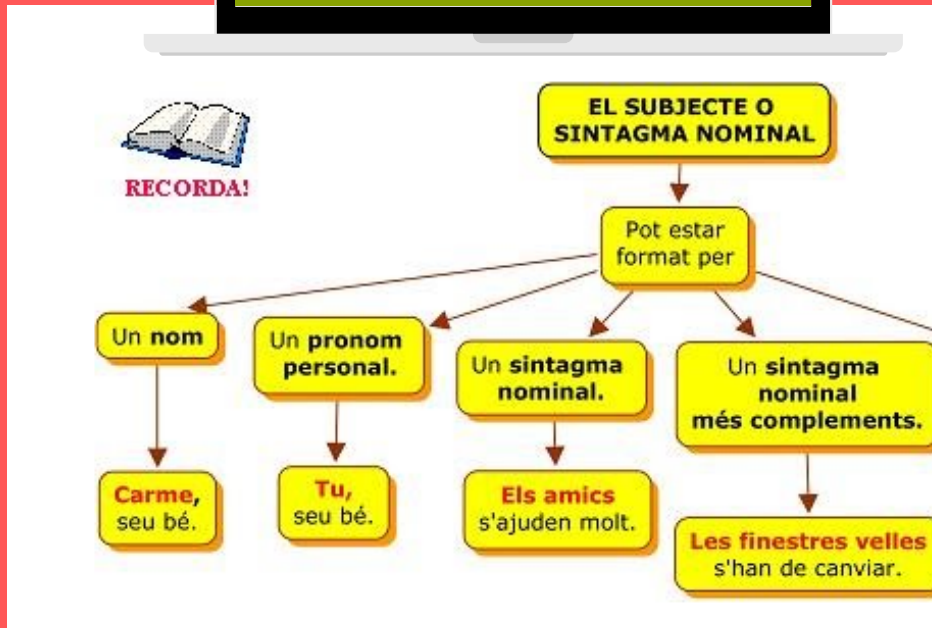 EL SUBJECTE O
SINTAGMA NOMINAL
RECORDA!
Pot estar
format per
Un nom
Un pronom
personal.
Un sintagma
nominal.
Un sintagma
nominal
més complements.
Carme,
seu bé.
Tu,
seu bé.
Els amics
s'ajuden molt.
Les finestres velles
s'han de canviar.